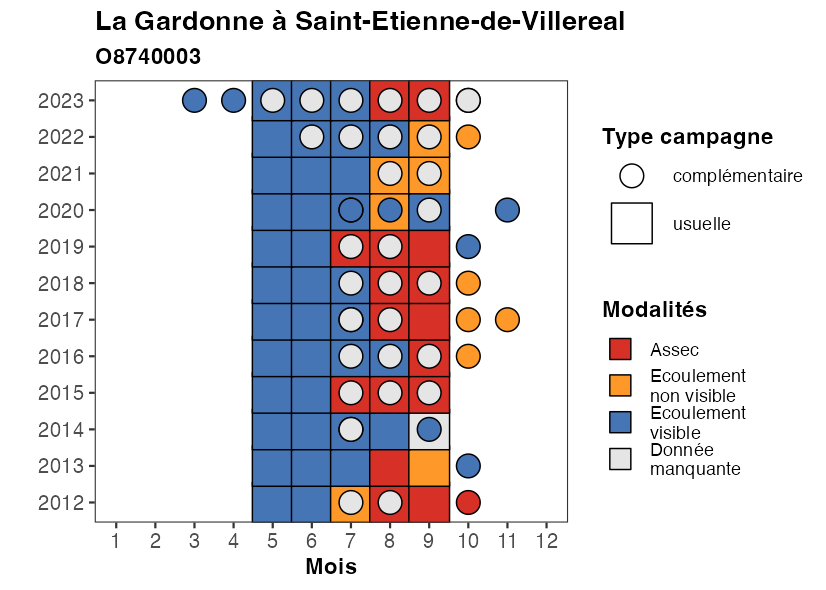 La Gardonne à Saint-Etienne-de-Villereal
O8740003
2023
2022
2021
2020
2019
2018
2017
2016
2015
2014
2013
2012
1 2 3 4 5 6 7 8 9 10 11 12
Mois
Type campagne
complémentaire
usuelle
Modalités
Assec
Ecoulement
non visible
Ecoulement
visible
Donnée
manquante